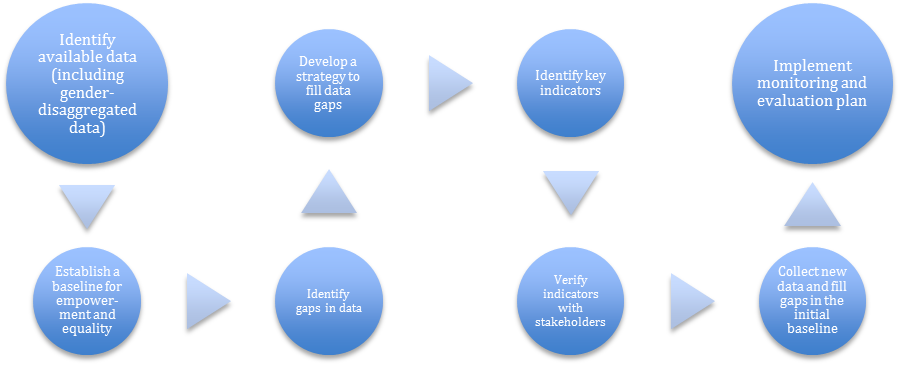 Identify
available data
(including
gender-
disaggregated
data)
Establish a
baseline for
empower-
ment and
equality
Identify
gaps in data
Develop a
strategy to
fill data
gaps
Identify key
indicators
Verify
indicators
with
stakeholders
Collect new
data and fill
gaps in the
initial
baseline
Implement
monitoring and
evaluation plan